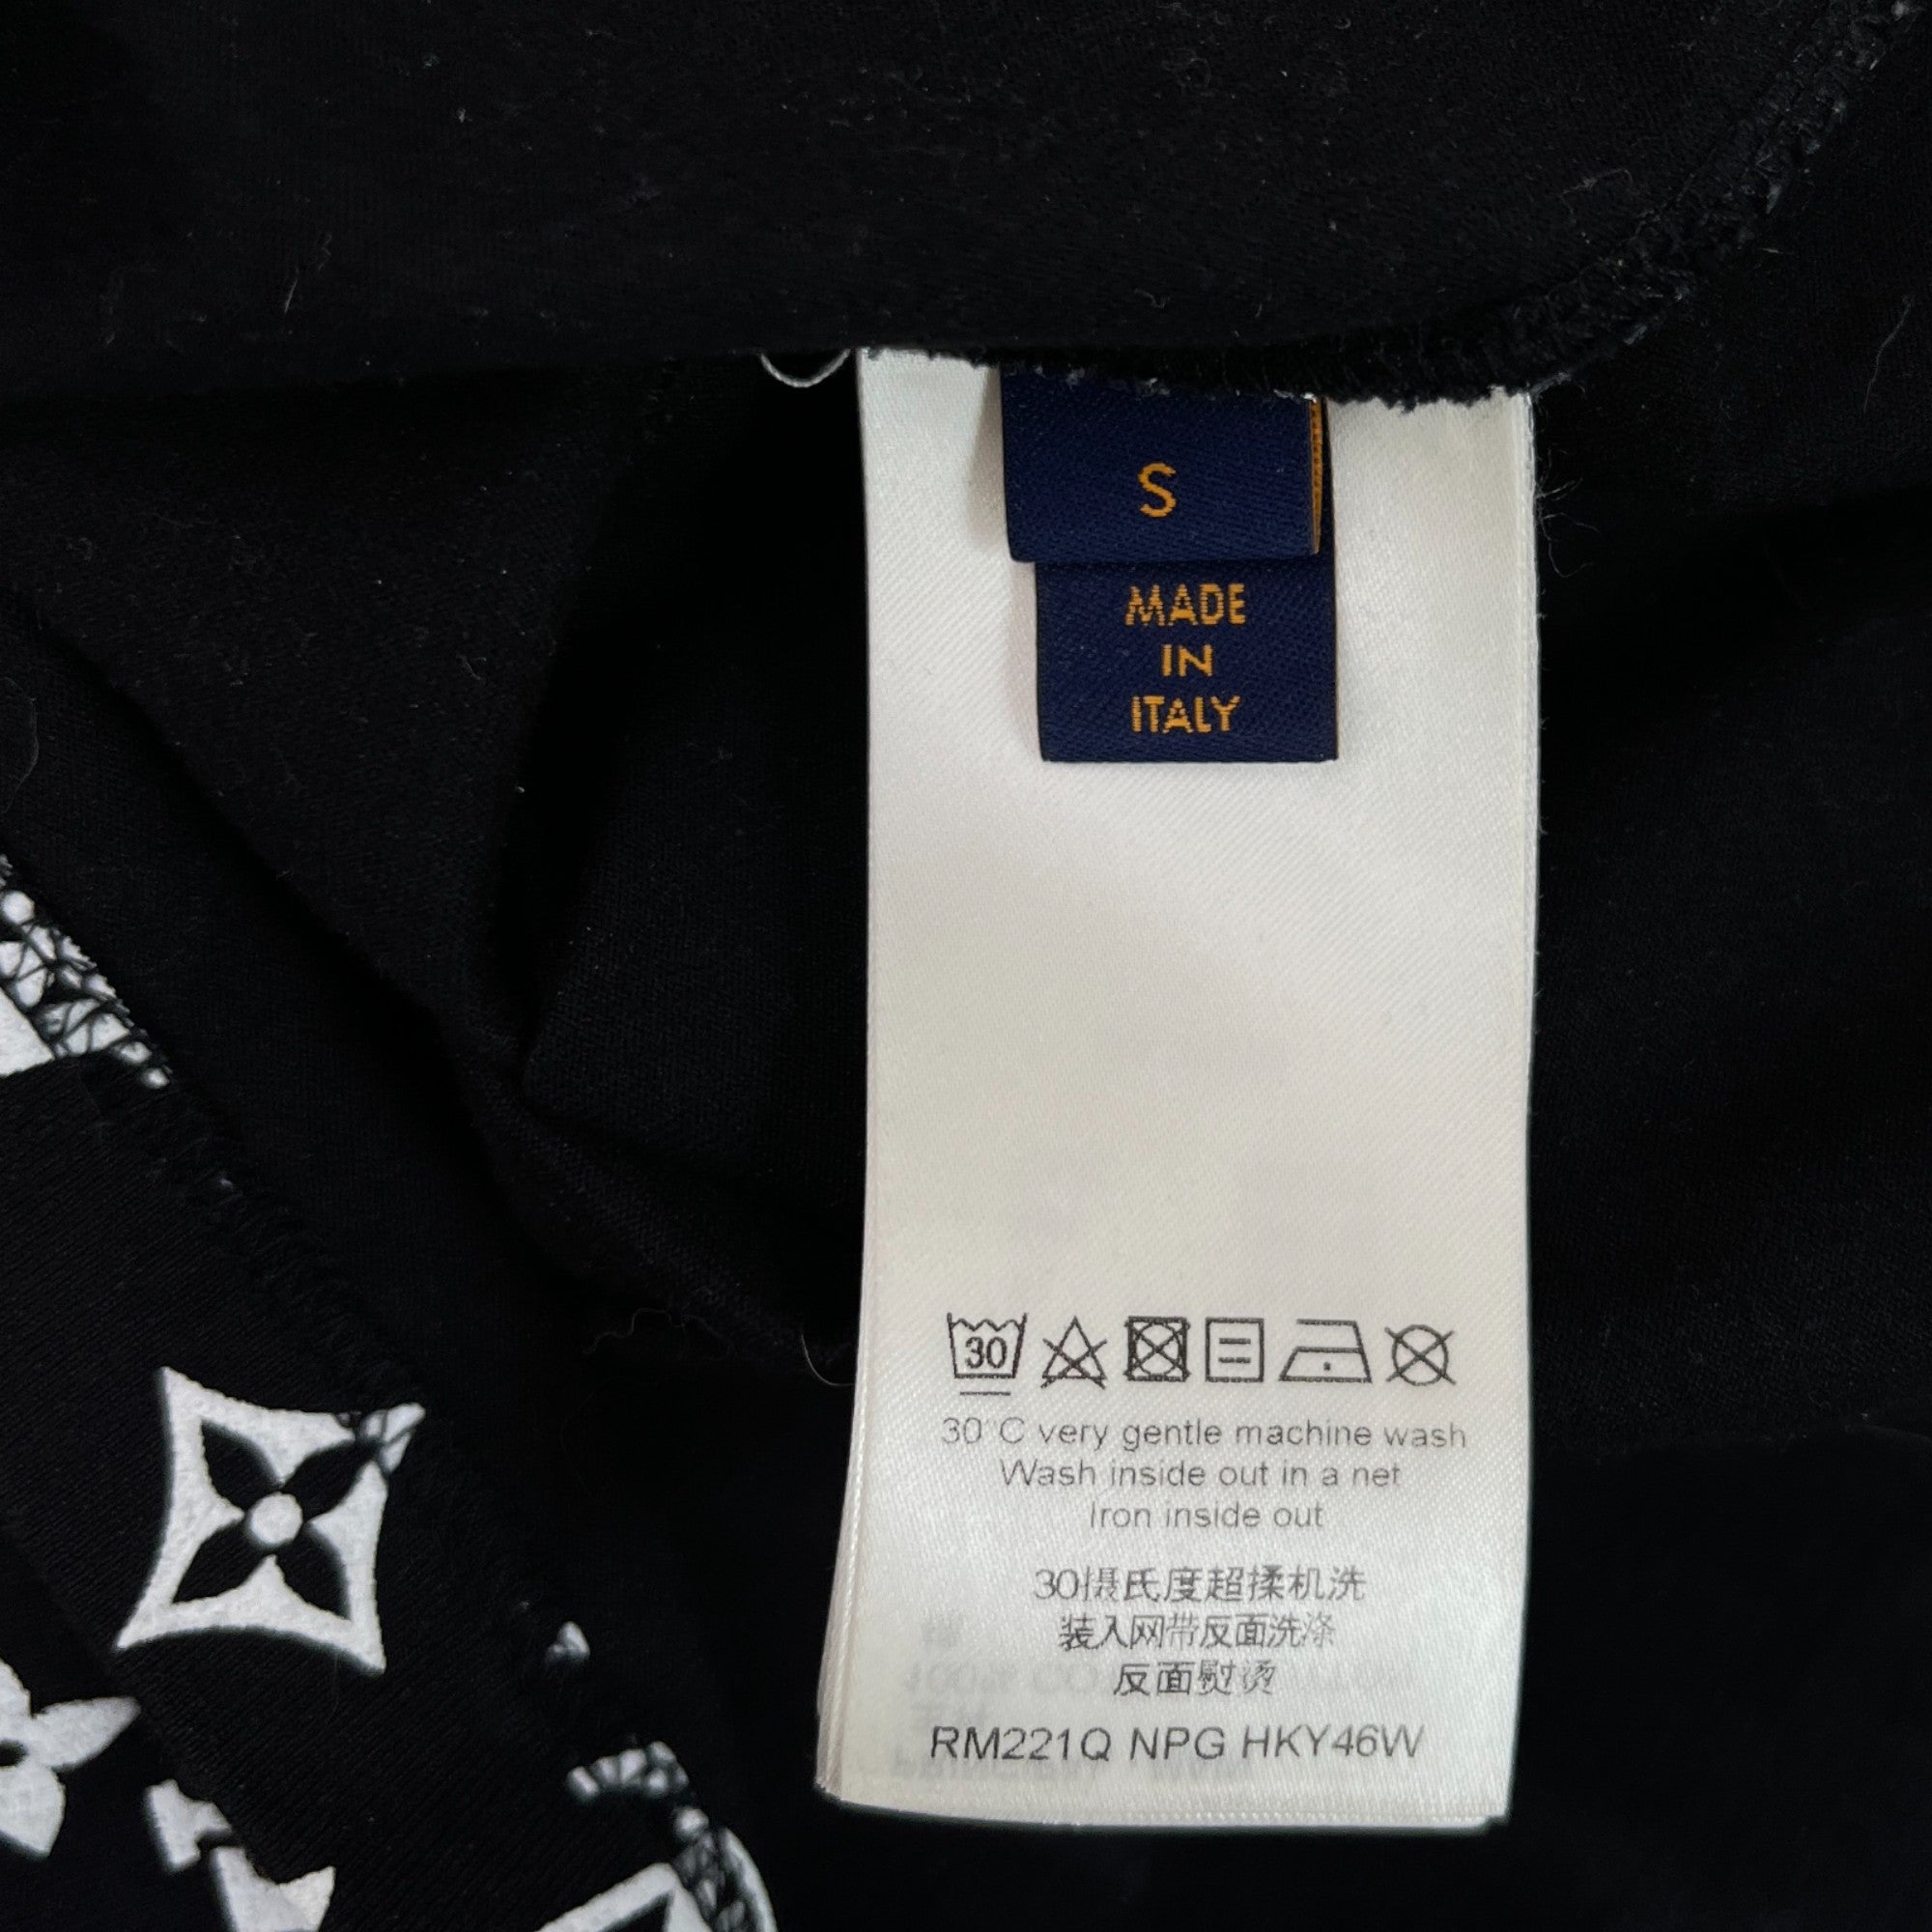 S
MADE
IN
ITALY
30
30°C very gentle machine wash
Wash inside out in a net
Iron inside out
30摄氏度超揉机洗
装入网带反面洗涤
反面熨烫
RM221Q NPG HKY46W